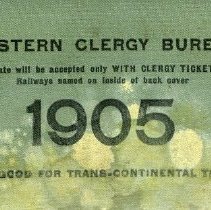 STERN CLERGY BURE
ate will be accepted only WITH CLERGY TICKET
Railways named on inside of back cover
1905
GOOD FOR TRANS-CONTINENTAL T